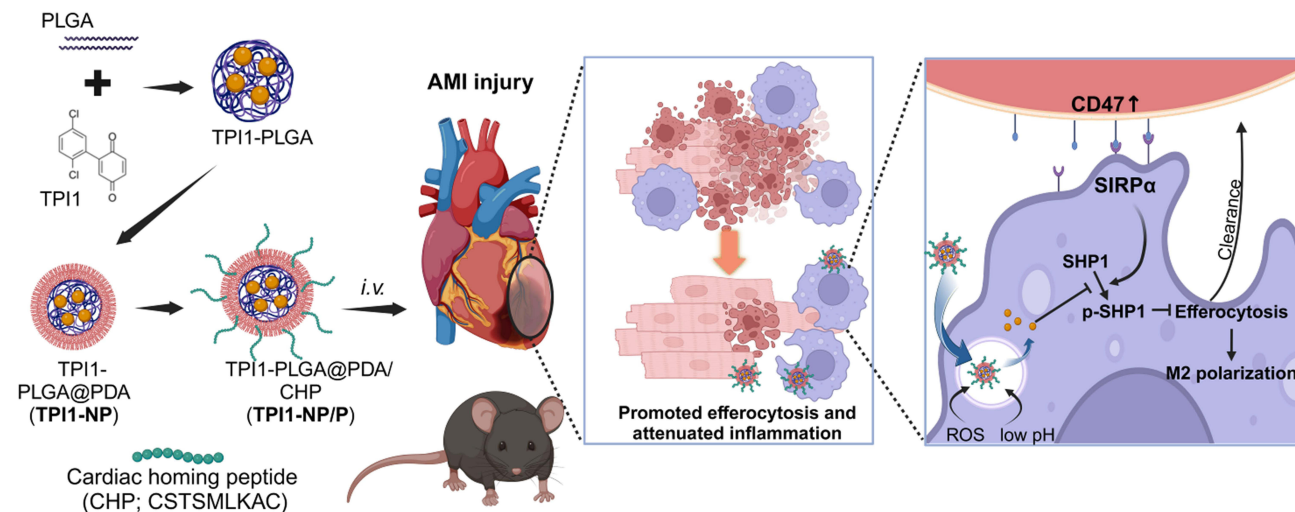 PLGA
+
Cl
Cl
O
O
TPI1
TPI1-PLGA
TPI1-
PLGA@PDA
(TPI1-NP)
TPI1-PLGA@PDA/
CHP
(TPI1-NP/P)
i.v.
Cardiac homing peptide
(CHP; CSTSMLKAC)
AMI injury
Promoted efferocytosis and
attenuated inflammation
CD47↑
SIRPα
Clearance
SHP1
p-SHP1
Efferocytosis
M2 polarization
ROS
low pH